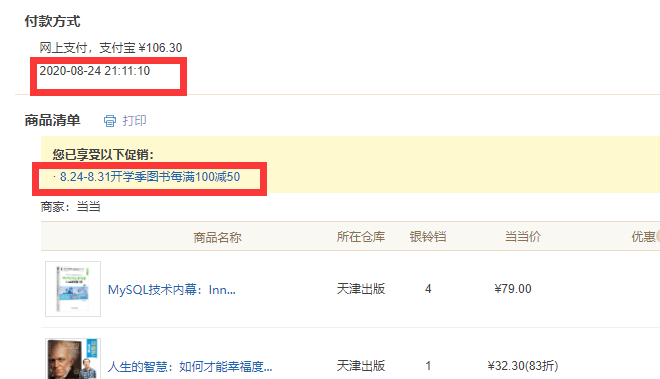 付款方式
网上支付，支付宝 ¥106.30
2020-08-24 21:11:10
商品清单 打印
您已享受以下促销：
· 8.24-8.31开学季图书每满100减50
商家：当当
商品名称 所在仓库 银铃铛 当当价 优惠
MySQL技术内幕：Inn... 天津出版 4 ¥79.00
人生的智慧：如何才能幸福度... 天津出版 1 ¥32.30(83折)